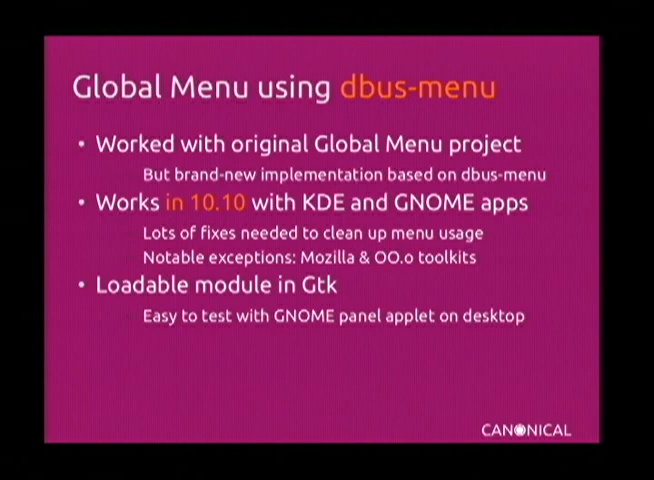 Global Menu using dbus-menu
• Worked with original Global Menu project
But brand-new implementation based on dbus-menu
• Works in 10.10 with KDE and GNOME apps
Lots of fixes needed to clean up menu usage
Notable exceptions: Mozilla & OO.o toolkits
• Loadable module in Gtk
Easy to test with GNOME panel applet on desktop
CANONICAL